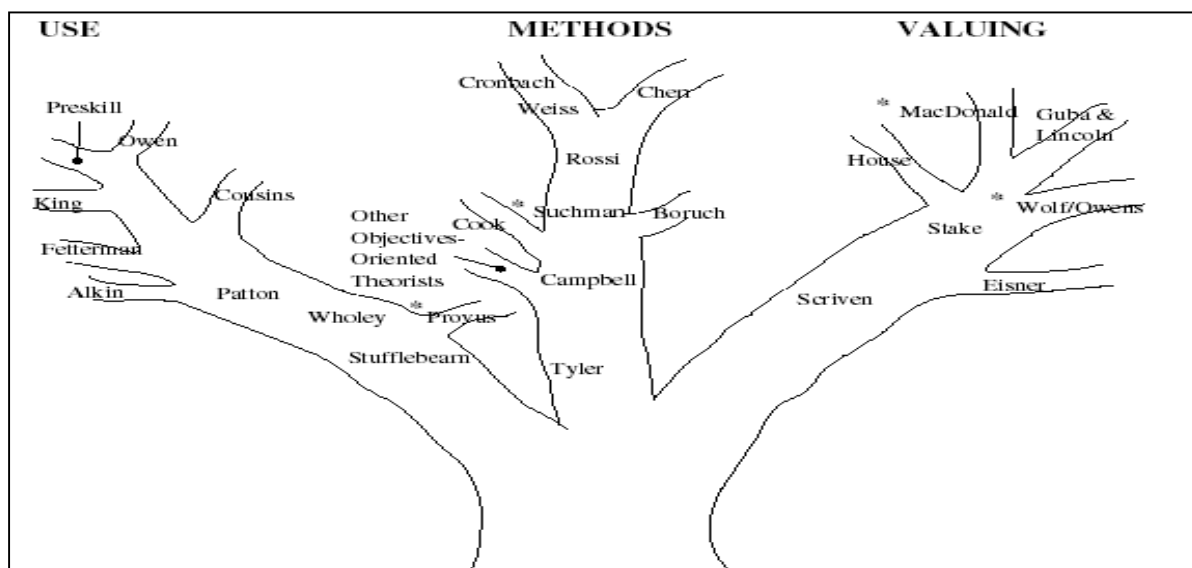 USE
METHODS
VALUING
Preskill
Owen
King
Cousins
Fetterman
Alkin
Patton
Wholey
* Provus
Stufflebeam
Other
Objectives-
Oriented
Theorists
Cronbach
Weiss
Chen
Rossi
* Suchman
Cook
Boruch
Campbell
Tyler
* MacDonald
Guba &
Lincoln
House
* Wolf/Owens
Stake
Eisner
Scriven